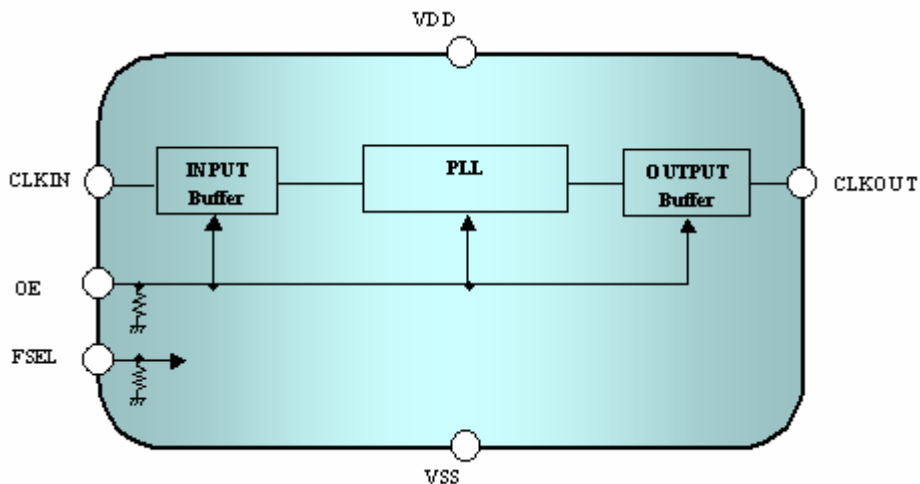 VDD
CLKIN
INPUT
Buffer
PLL
OUTPUT
Buffer
CLKOUT
OE
FSEL
VSS